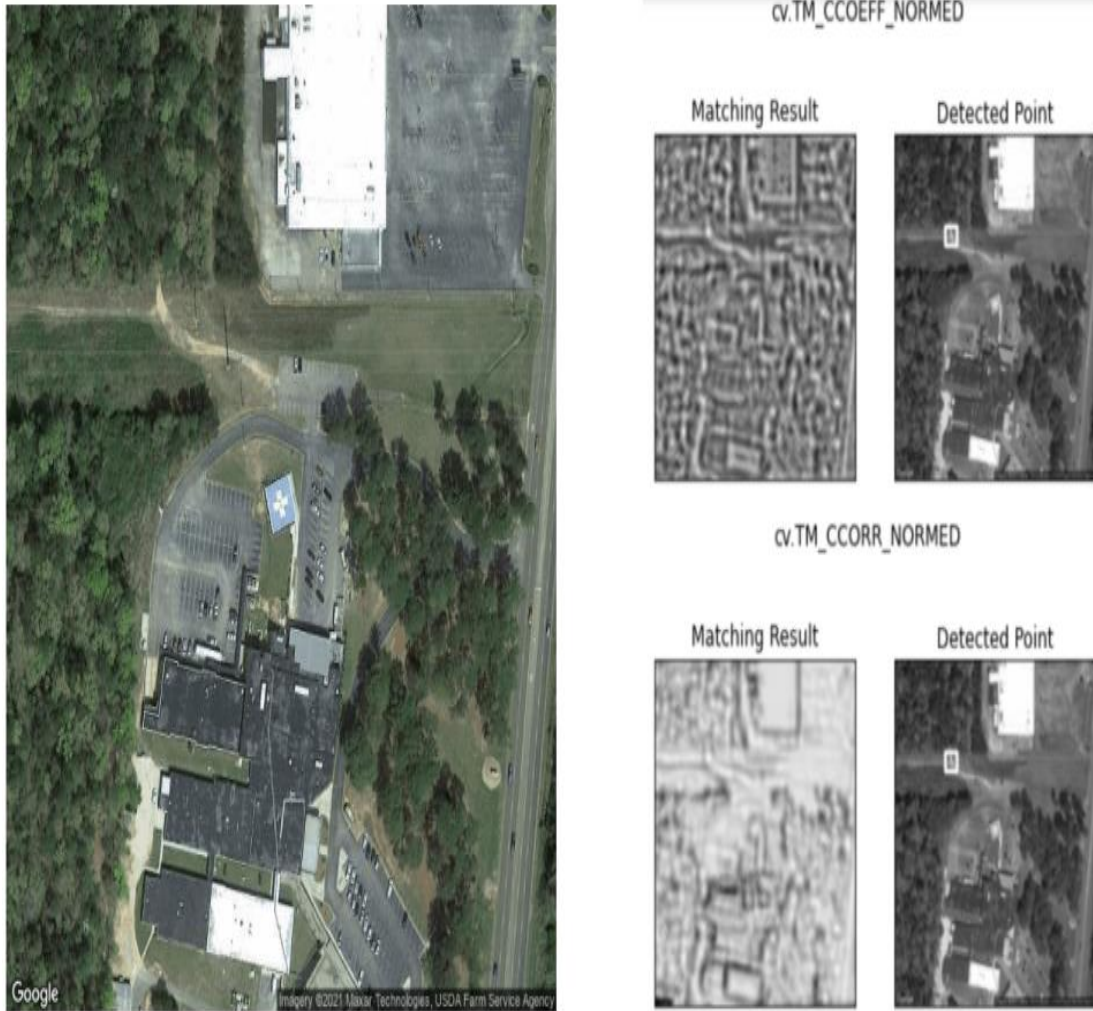 cv.TM_CCOEFF_NORMED
Matching Result
Detected Point
cv.TM_CCORR_NORMED
Matching Result
Detected Point
Google
Imagery ©2021 Maxar Technologies, USDA Farm Service Agency